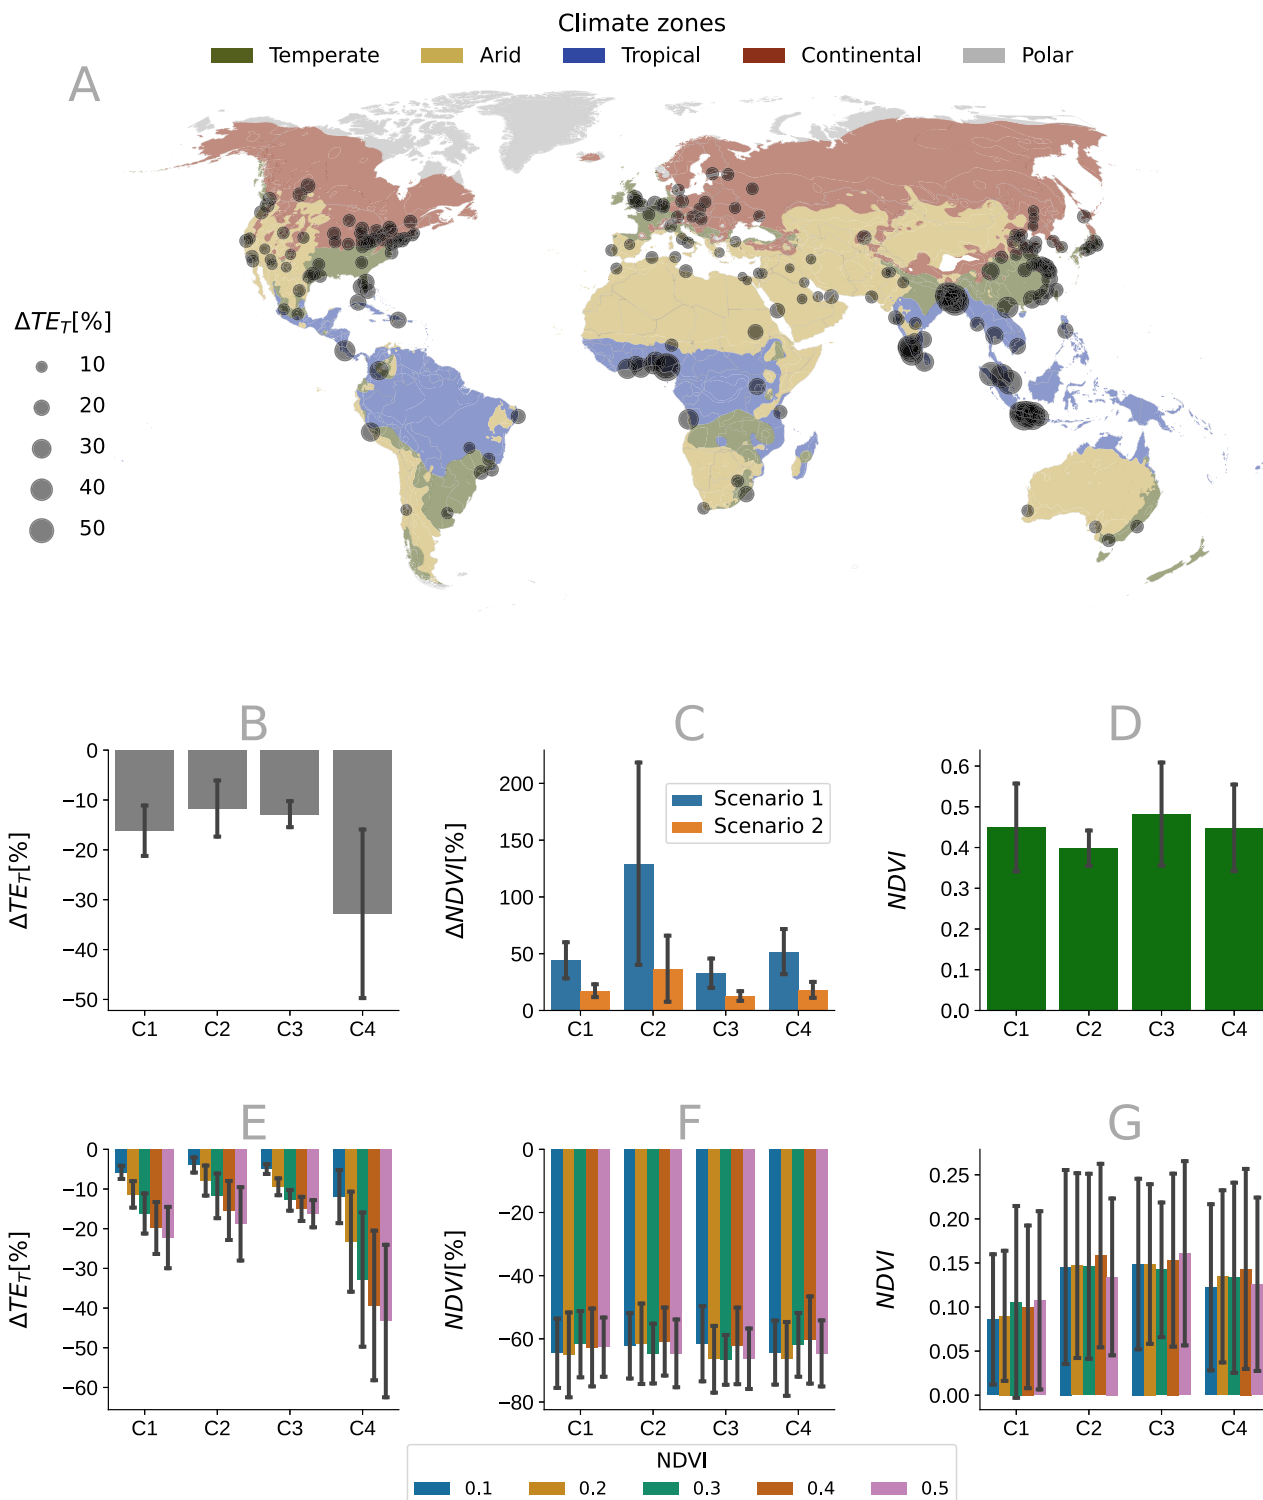 Climate zones
Temperate Arid Tropical Continental Polar
A
ΔTE_T[%]
10
20
30
40
50
B C D
0
−10
−20
−30
−40
−50
ΔTE_T[%]
C1 C2 C3 C4
200
150
100
50
0
ΔNDVI[%]
Scenario 1
Scenario 2
C1 C2 C3 C4
0.6
0.5
0.4
0.3
0.2
0.1
0.0
NDVI
C1 C2 C3 C4
E F G
0
−10
−20
−30
−40
−50
−60
ΔTE_T[%]
C1 C2 C3 C4
0
−20
−40
−60
−80
NDVI[%]
C1 C2 C3 C4
0.25
0.20
0.15
0.10
0.05
0.00
NDVI
C1 C2 C3 C4
NDVI
0.1 0.2 0.3 0.4 0.5